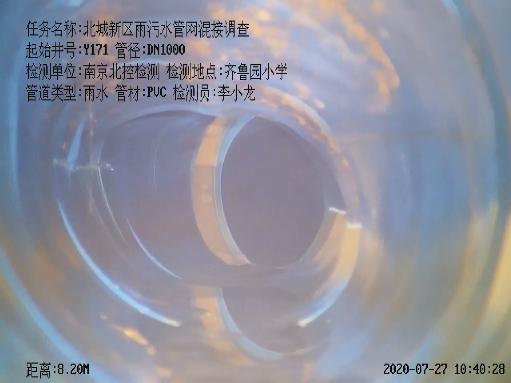 任务名称:北城新区雨污水管网混接调查
起始井号:Y171 管径:DN1000
检测单位:南京北控检测 检测地点:齐鲁园小学
管道类型:雨水 管材:PVC 检测员:李小龙
距离:8.20M
2020-07-27 10:40:28